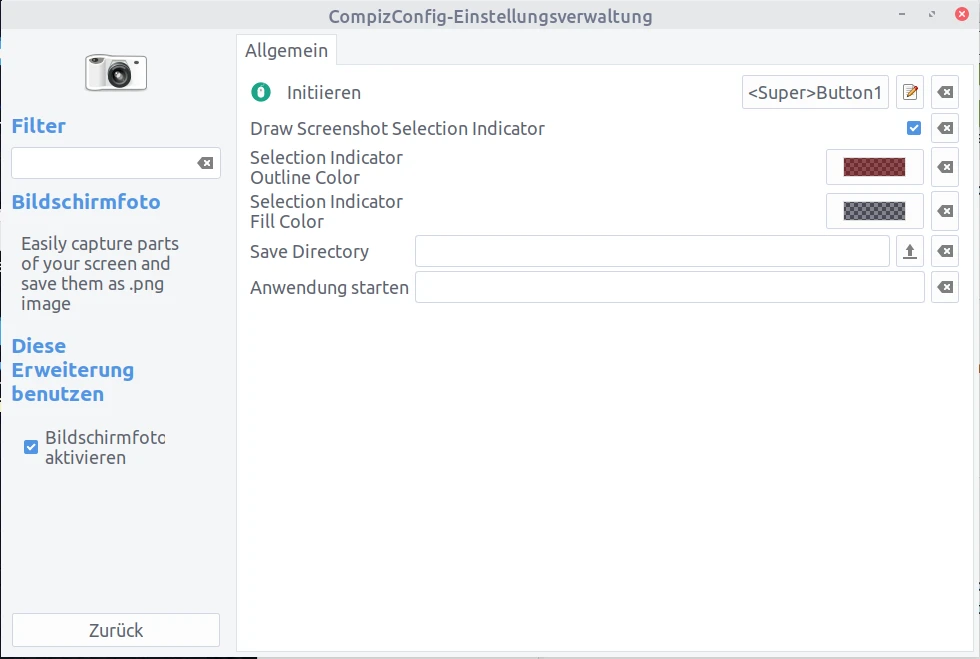 CompizConfig-Einstellungsverwaltung
Filter
Bildschirmfoto
Easily capture parts
of your screen and
save them as .png
image
Diese
Erweiterung
benutzen
Bildschirmfoto
aktivieren
Zurück
Allgemein
Initiieren
<Super>Button1
Draw Screenshot Selection Indicator
Selection Indicator
Outline Color
Selection Indicator
Fill Color
Save Directory
Anwendung starten